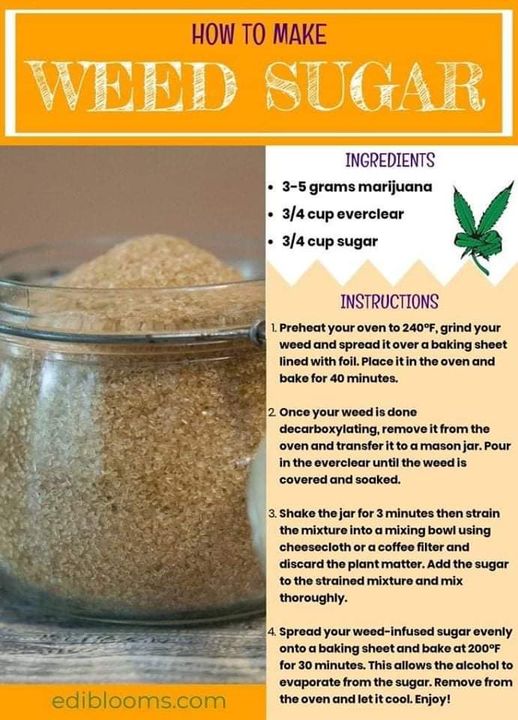 HOW TO MAKE
WEED SUGAR
INGREDIENTS
• 3-5 grams marijuana
• 3/4 cup everclear
• 3/4 cup sugar
INSTRUCTIONS
1. Preheat your oven to 240ºF, grind your
weed and spread it over a baking sheet
lined with foil. Place it in the oven and
bake for 40 minutes.
2. Once your weed is done
decarboxylating, remove it from the
oven and transfer it to a mason jar. Pour
in the everclear until the weed is
covered and soaked.
3. Shake the jar for 3 minutes then strain
the mixture into a mixing bowl using
cheesecloth or a coffee filter and
discard the plant matter. Add the sugar
to the strained mixture and mix
thoroughly.
4. Spread your weed-infused sugar evenly
onto a baking sheet and bake at 200ºF
for 30 minutes. This allows the alcohol to
evaporate from the sugar. Remove from
the oven and let it cool. Enjoy!
ediblooms.com